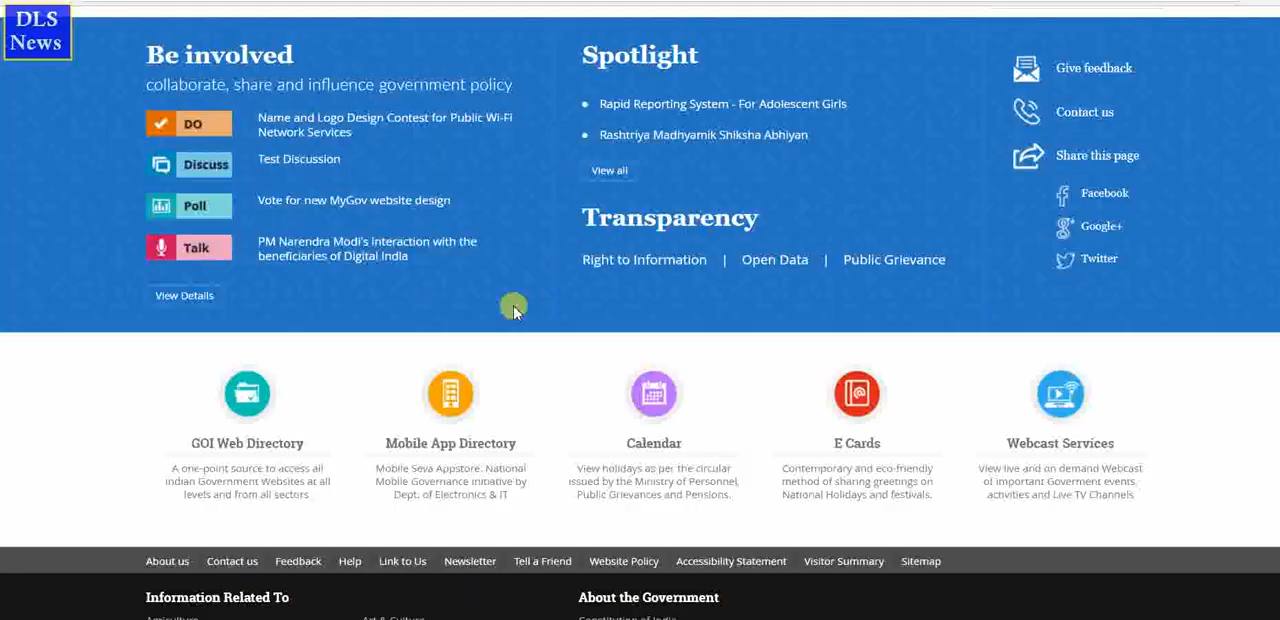 DLS
News
Be involved
collaborate, share and influence government policy
DO
Name and Logo Design Contest for Public Wi-Fi
Network Services
Discuss
Test Discussion
Poll
Vote for new MyGov website design
Talk
PM Narendra Modi's interaction with the
beneficiaries of Digital India
View Details
Spotlight
Rapid Reporting System - For Adolescent Girls
Rashtriya Madhyamik Shiksha Abhiyan
View all
Transparency
Right to Information | Open Data | Public Grievance
Give feedback
Contact us
Share this page
Facebook
Google+
Twitter
GOI Web Directory
A one-point source to access all
Indian Government Websites at all
levels and from all sectors
Mobile App Directory
Mobile Seva Appstore, National
Mobile Governance Initiative by
Dept. of Electronics & IT
Calendar
View holidays as per the circular
issued by the Ministry of Personnel,
Public Grievances and Pensions.
E Cards
Contemporary and eco-friendly
method of sharing greetings on
National Holidays and festivals.
Webcast Services
View live and on demand Webcast
of important Goverment events,
activities and Live TV Channels
About us Contact us Feedback Help Link to Us Newsletter Tell a Friend Website Policy Accessibility Statement Visitor Summary Sitemap
Information Related To
About the Government
Agriculture
Art & Culture
Constitution of India